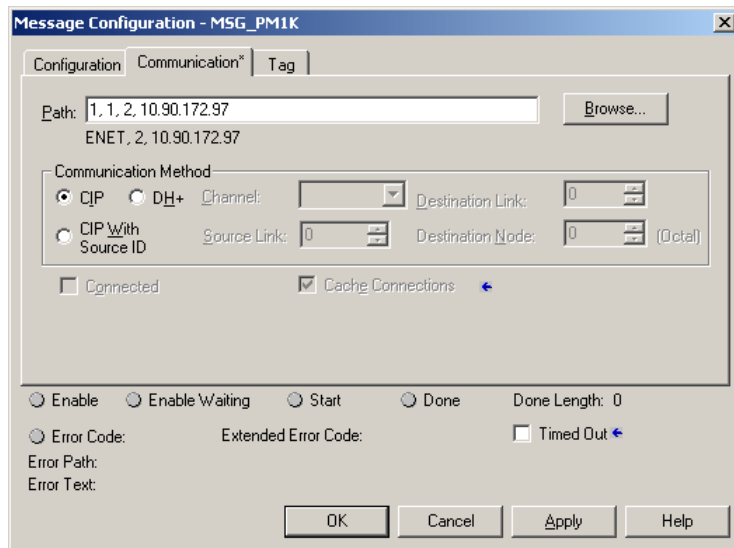 Message Configuration - MSG_PM1K
Configuration Communication* Tag
Path: 1, 1, 2, 10.90.172.97 Browse...
ENET, 2, 10.90.172.97
Communication Method
CIP DH+ Channel: Destination Link: 0
CIP With
Source ID Source Link: 0 Destination Node: 0 (Octal)
Connected Cache Connections
Enable Enable Waiting Start Done Done Length: 0
Error Code: Extended Error Code: Timed Out
Error Path:
Error Text:
OK Cancel Apply Help